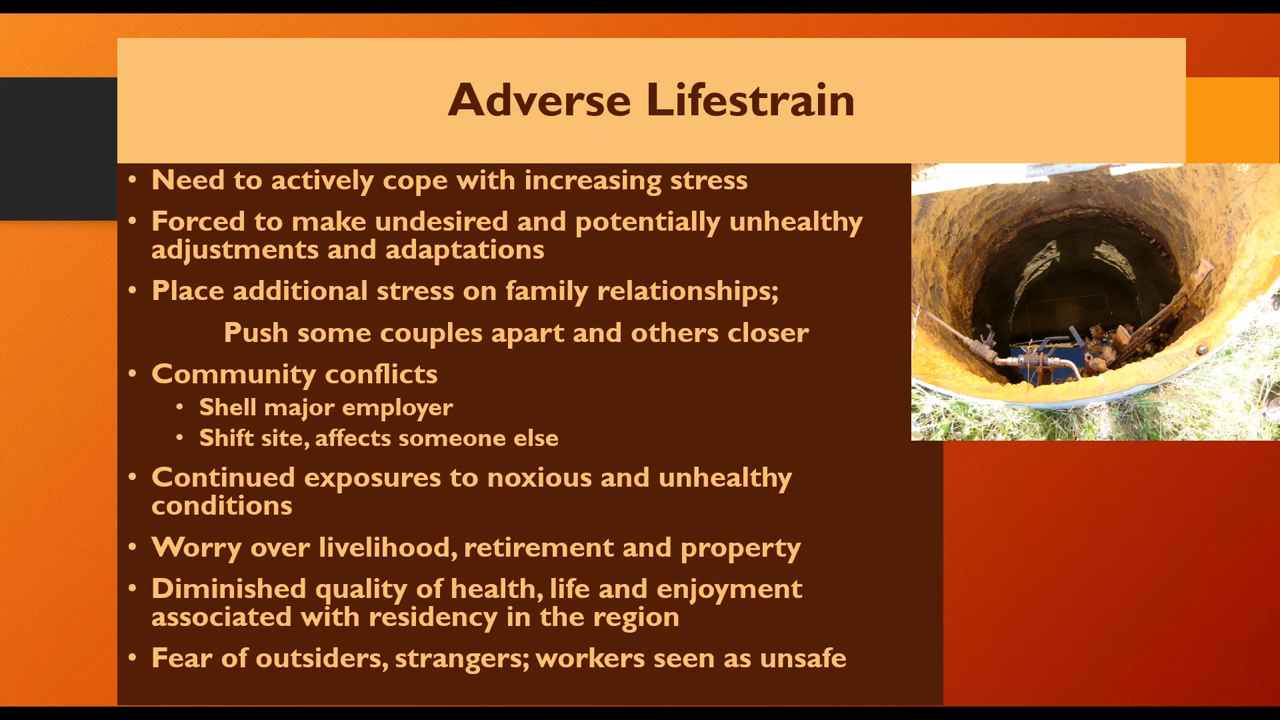 Adverse Lifestrain
• Need to actively cope with increasing stress
• Forced to make undesired and potentially unhealthy
adjustments and adaptations
• Place additional stress on family relationships;
Push some couples apart and others closer
• Community conflicts
• Shell major employer
• Shift site, affects someone else
• Continued exposures to noxious and unhealthy
conditions
• Worry over livelihood, retirement and property
• Diminished quality of health, life and enjoyment
associated with residency in the region
• Fear of outsiders, strangers; workers seen as unsafe